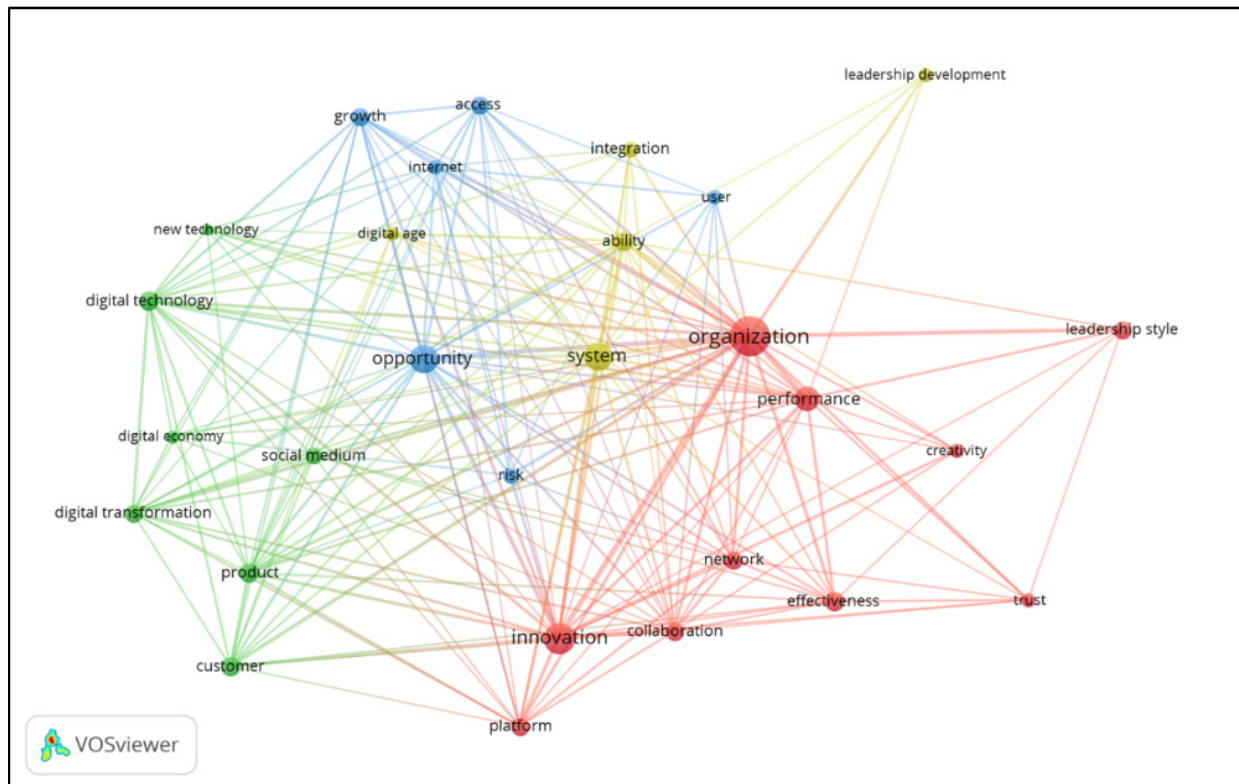 leadership development
access
growth
integration
internet
user
new technology
digital age
ability
digital technology
leadership style
organization
opportunity
system
performance
digital economy
creativity
social medium
risk
digital transformation
network
product
effectiveness
trust
innovation
collaboration
customer
platform
VOSviewer